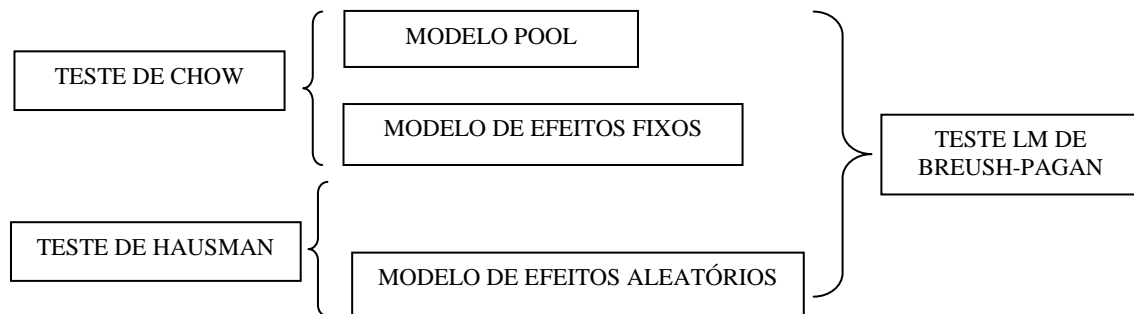 MODELO POOL
TESTE DE CHOW
MODELO DE EFEITOS FIXOS
TESTE LM DE
BREUSH-PAGAN
TESTE DE HAUSMAN
MODELO DE EFEITOS ALEATÓRIOS